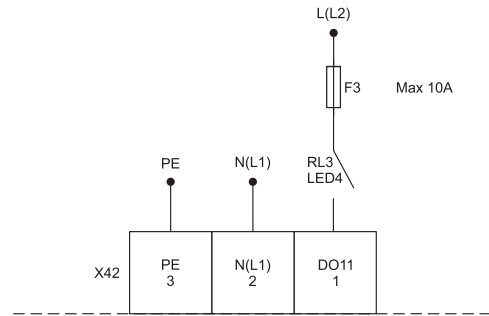 L(L2)
F3 Max 10A
PE N(L1) RL3
LED4
X42 PE N(L1) DO11
3 2 1